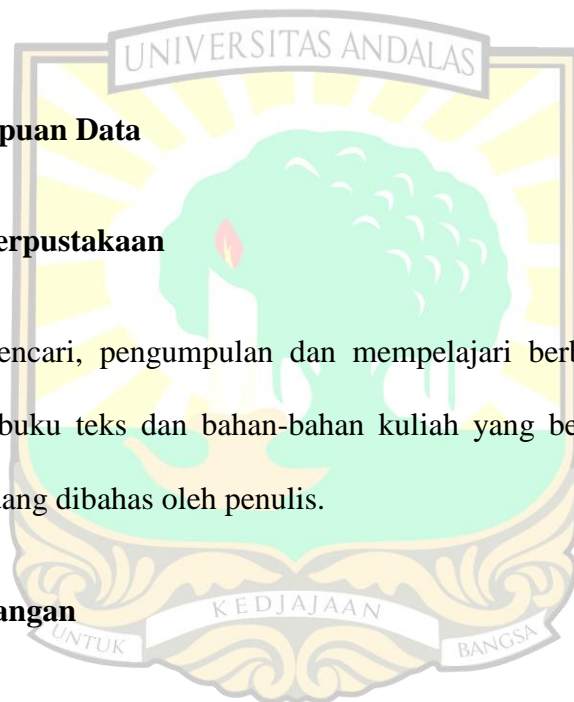 UNIVERSITAS ANDALAS
puan Data
erpustakaan
encari, pengumpulan dan mempelajari berb
buku teks dan bahan-bahan kuliah yang be
ang dibahas oleh penulis.
angan
KEDJAJAAN
UNTUK
BANGSA